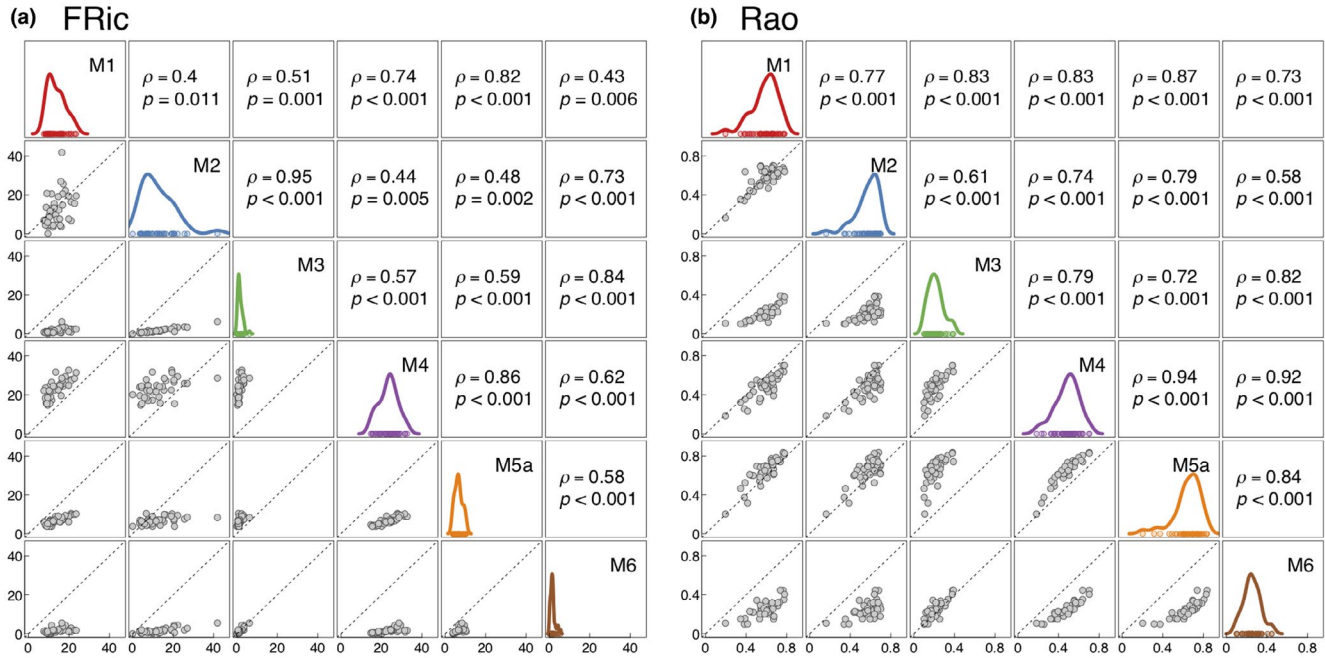 (a) FRic
M1
ρ = 0.4 ρ = 0.51 ρ = 0.74 ρ = 0.82 ρ = 0.43
p = 0.011 p = 0.001 p < 0.001 p < 0.001 p = 0.006
40
20
0
M2
ρ = 0.95 ρ = 0.44 ρ = 0.48 ρ = 0.73
p < 0.001 p = 0.005 p = 0.002 p < 0.001
40
20
0
M3
ρ = 0.57 ρ = 0.59 ρ = 0.84
p < 0.001 p < 0.001 p < 0.001
40
20
0
M4
ρ = 0.86 ρ = 0.62
p < 0.001 p < 0.001
40
20
0
M5a
ρ = 0.58
p < 0.001
40
20
0
M6
0 20 40 0 20 40 0 20 40 0 20 40 0 20 40 0 20 40
(b) Rao
M1
ρ = 0.77 ρ = 0.83 ρ = 0.83 ρ = 0.87 ρ = 0.73
p < 0.001 p < 0.001 p < 0.001 p < 0.001 p < 0.001
0.8
0.4
0
M2
ρ = 0.61 ρ = 0.74 ρ = 0.79 ρ = 0.58
p < 0.001 p < 0.001 p < 0.001 p < 0.001
0.8
0.4
0
M3
ρ = 0.79 ρ = 0.72 ρ = 0.82
p < 0.001 p < 0.001 p < 0.001
0.8
0.4
0
M4
ρ = 0.94 ρ = 0.92
p < 0.001 p < 0.001
0.8
0.4
0
M5a
ρ = 0.84
p < 0.001
0.8
0.4
0
M6
0 0.4 0.8 0 0.4 0.8 0 0.4 0.8 0 0.4 0.8 0 0.4 0.8 0 0.4 0.8